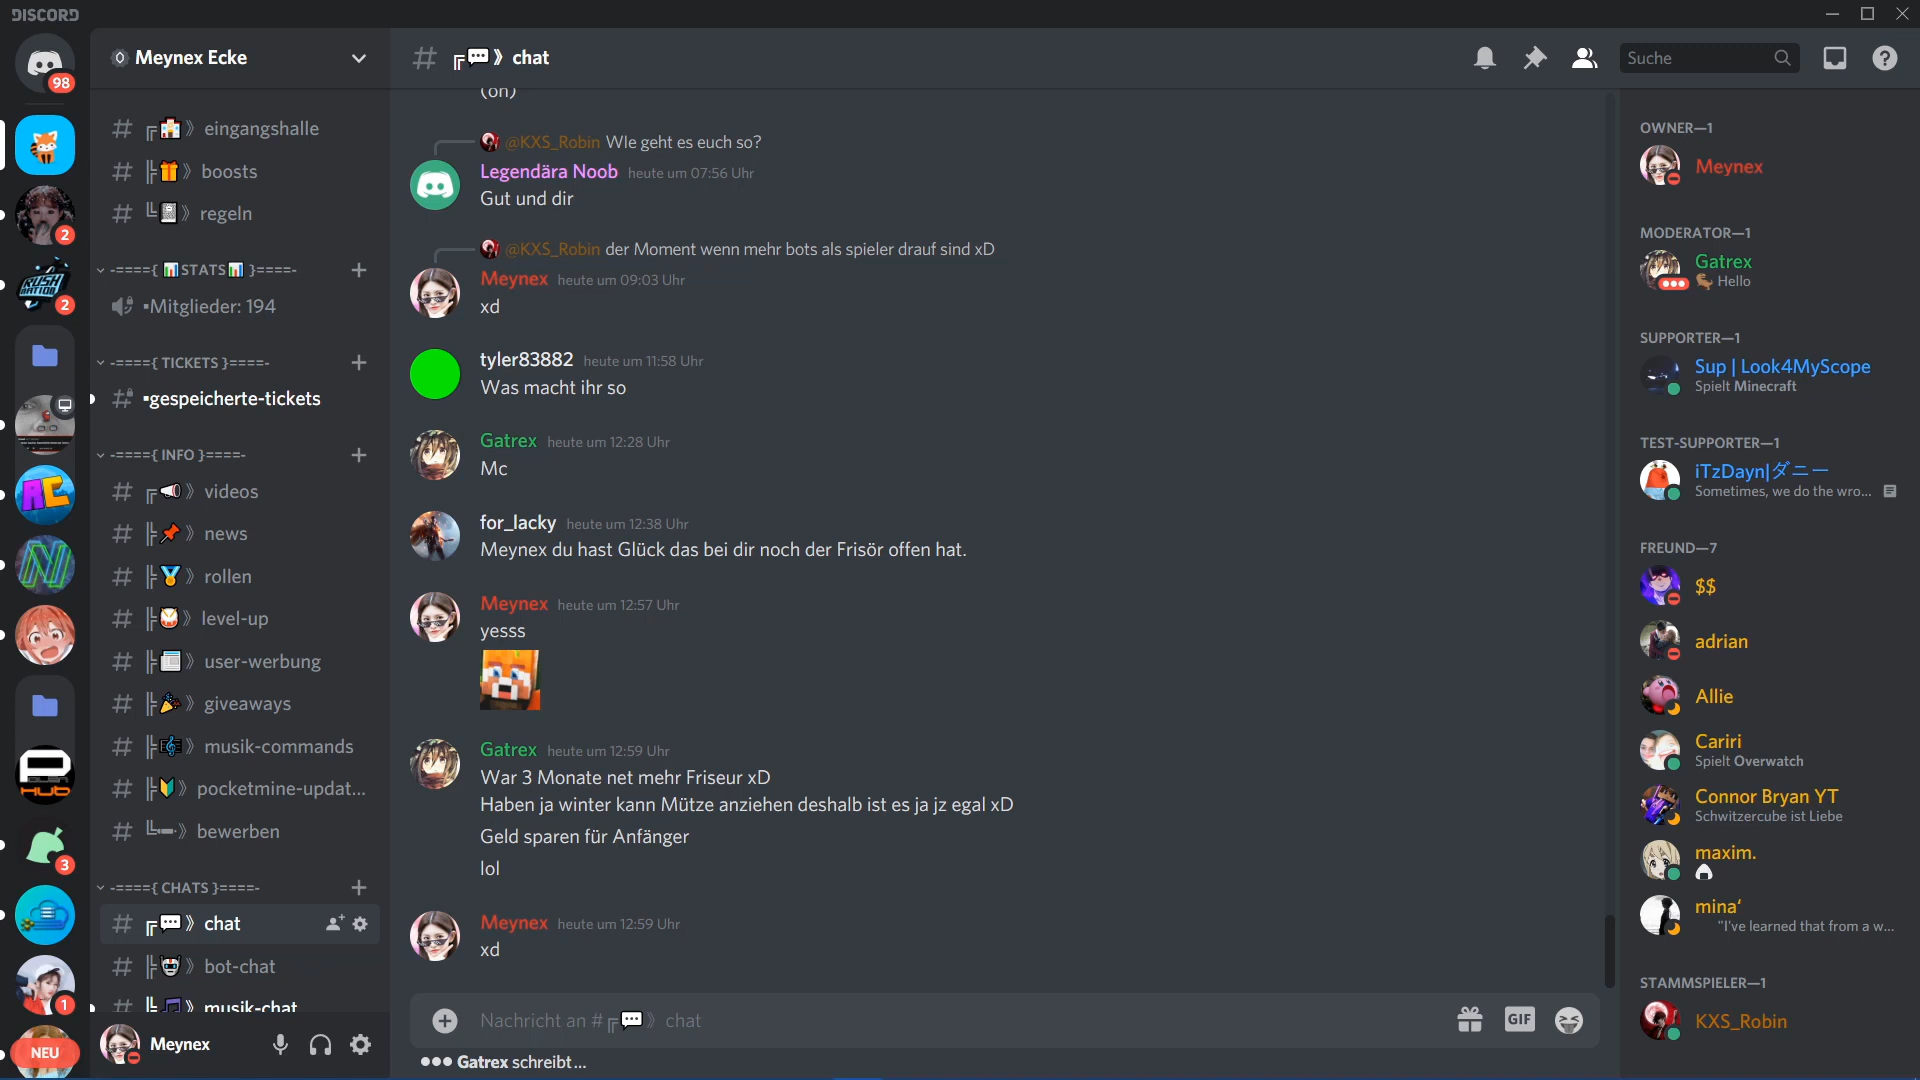 DISCORD
98
Meynex Ecke
chat
Suche
eingangshalle
boosts
regeln
-===={ STATS }====-
▪Mitglieder: 194
-===={ TICKETS }====-
▪gespeicherte-tickets
-===={ INFO }====-
videos
news
rollen
level-up
user-werbung
giveaways
musik-commands
pocketmine-updat...
bewerben
-===={ CHATS }====-
chat
bot-chat
musik-chat
Meynex
2
RUSH NATION
2
AC
N
HUB
3
1
NEU
(on)
@KXS_Robin WIe geht es euch so?
Legendära Noob heute um 07:56 Uhr
Gut und dir
@KXS_Robin der Moment wenn mehr bots als spieler drauf sind xD
Meynex heute um 09:03 Uhr
xd
tyler83882 heute um 11:58 Uhr
Was macht ihr so
Gatrex heute um 12:28 Uhr
Mc
for_lacky heute um 12:38 Uhr
Meynex du hast Glück das bei dir noch der Frisör offen hat.
Meynex heute um 12:57 Uhr
yesss
Gatrex heute um 12:59 Uhr
War 3 Monate net mehr Friseur xD
Haben ja winter kann Mütze anziehen deshalb ist es ja jz egal xD
Geld sparen für Anfänger
lol
Meynex heute um 12:59 Uhr
xd
Nachricht an # chat
GIF
Gatrex schreibt...
OWNER—1
Meynex
MODERATOR—1
Gatrex
Hello
SUPPORTER—1
Sup | Look4MyScope
Spielt Minecraft
TEST-SUPPORTER—1
iTzDayn|ダニー
Sometimes, we do the wro...
FREUND—7
$$
adrian
Allie
Cariri
Spielt Overwatch
Connor Bryan YT
Schwitzercube ist Liebe
maxim.
mina‘
"I've learned that from a w...
STAMMSPIELER—1
KXS_Robin